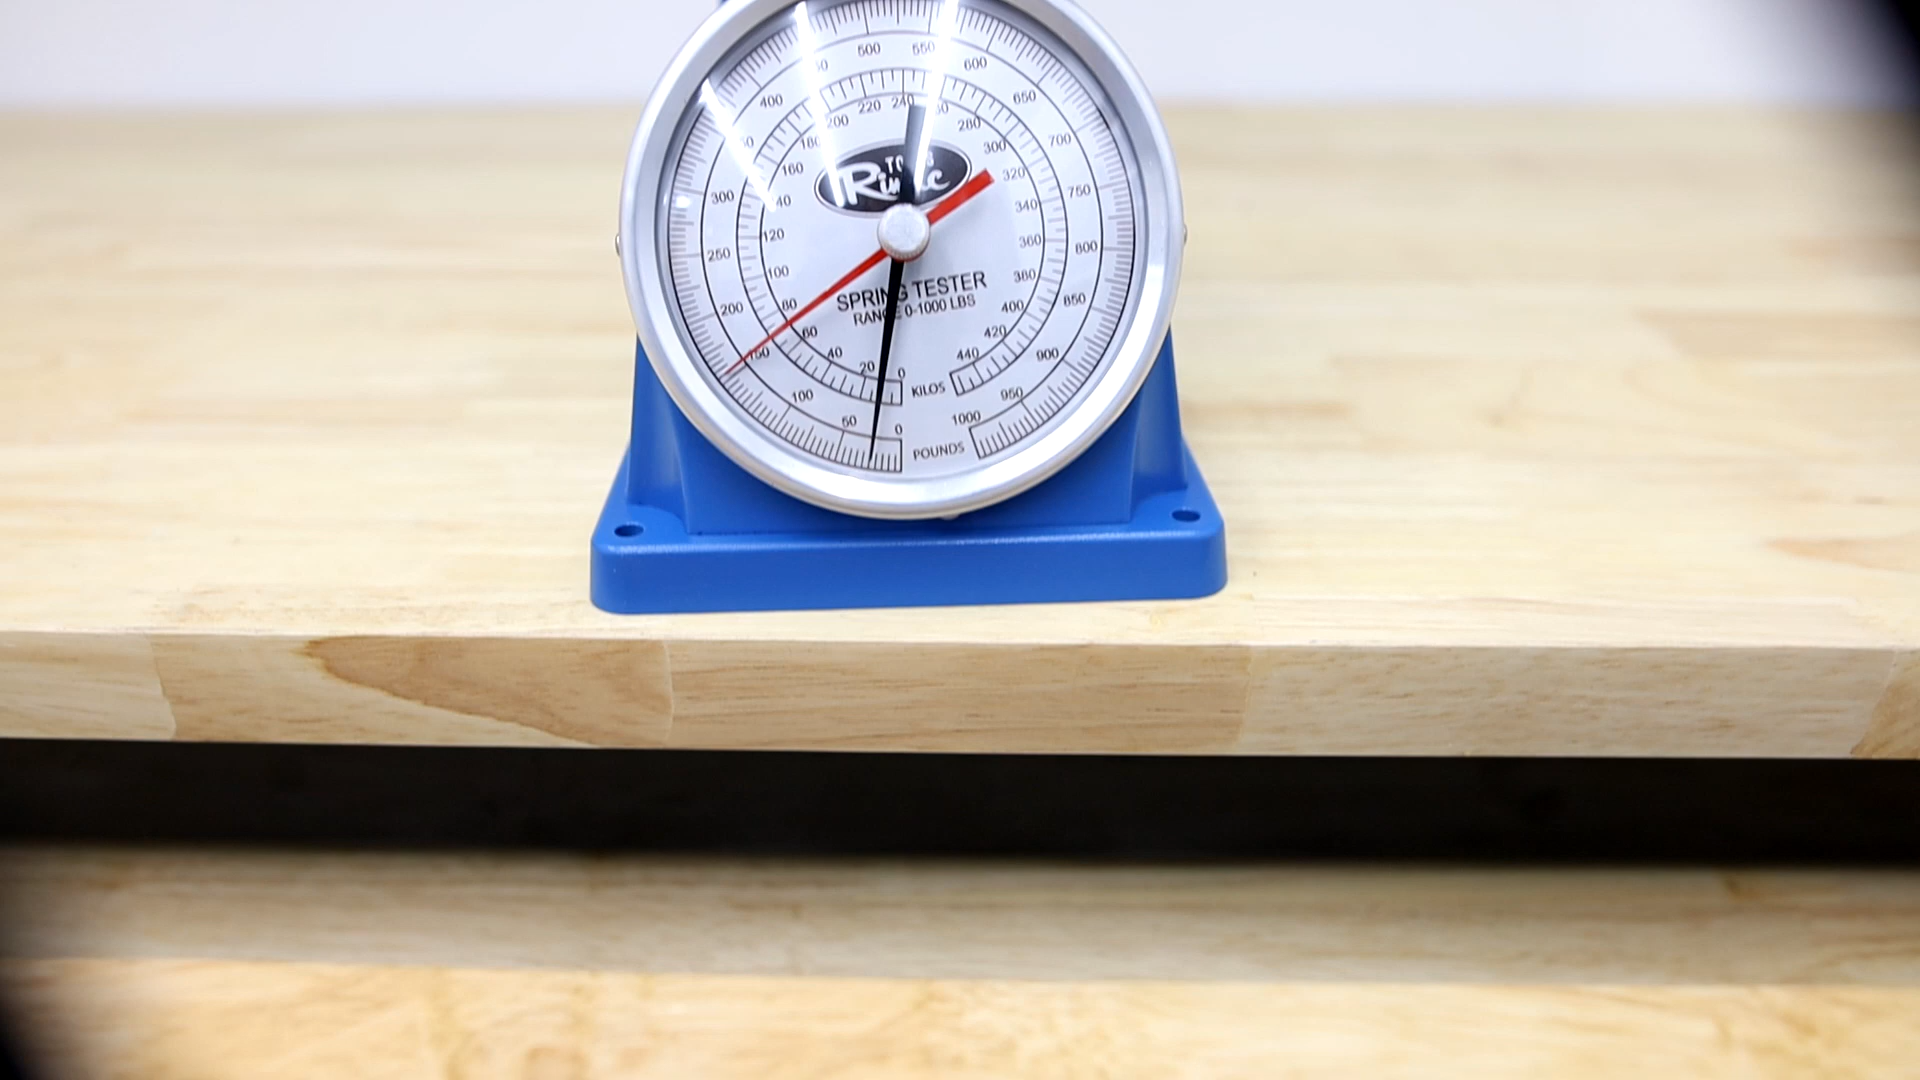 500 550
600
400 650
220 240
200 280
700
300
160 320
300 750
340
120
360 800
250
100 380
SPRING TESTER
RANGE 0-1000 LBS
200 80 400 850
60 420
150 40 440 900
20 0
KILOS
100 950
50 0 1000
POUNDS